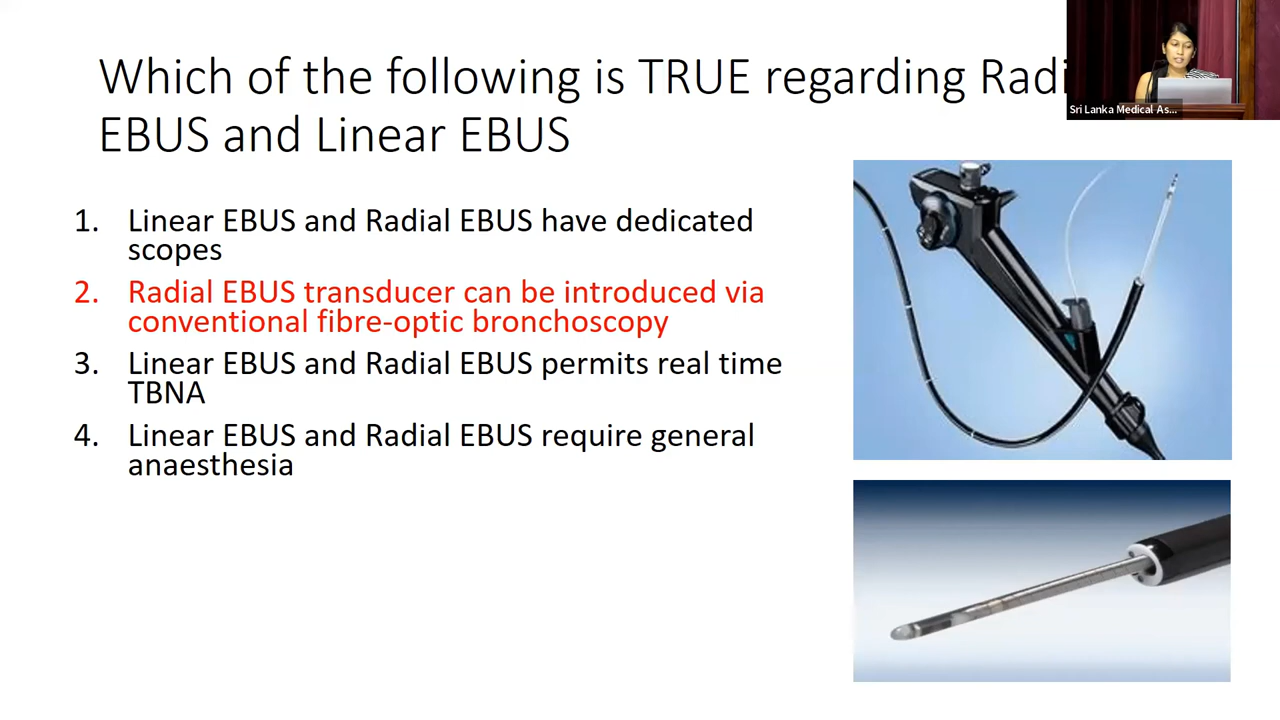 Which of the following is TRUE regarding
EBUS and Linear EBUS
Sri Lanka Medical As...
1. Linear EBUS and Radial EBUS have dedicated
scopes
2. Radial EBUS transducer can be introduced via
conventional fibre-optic bronchoscopy
3. Linear EBUS and Radial EBUS permits real time
TBNA
4. Linear EBUS and Radial EBUS require general
anaesthesia